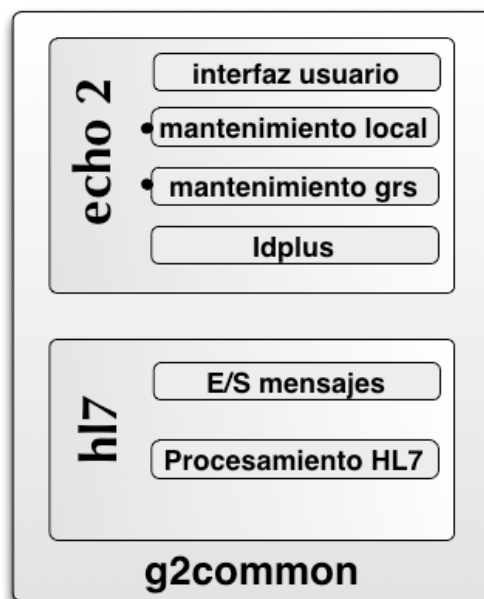 echo 2
interfaz usuario
mantenimiento local
mantenimiento grs
ldplus
hl7
E/S mensajes
Procesamiento HL7
g2common